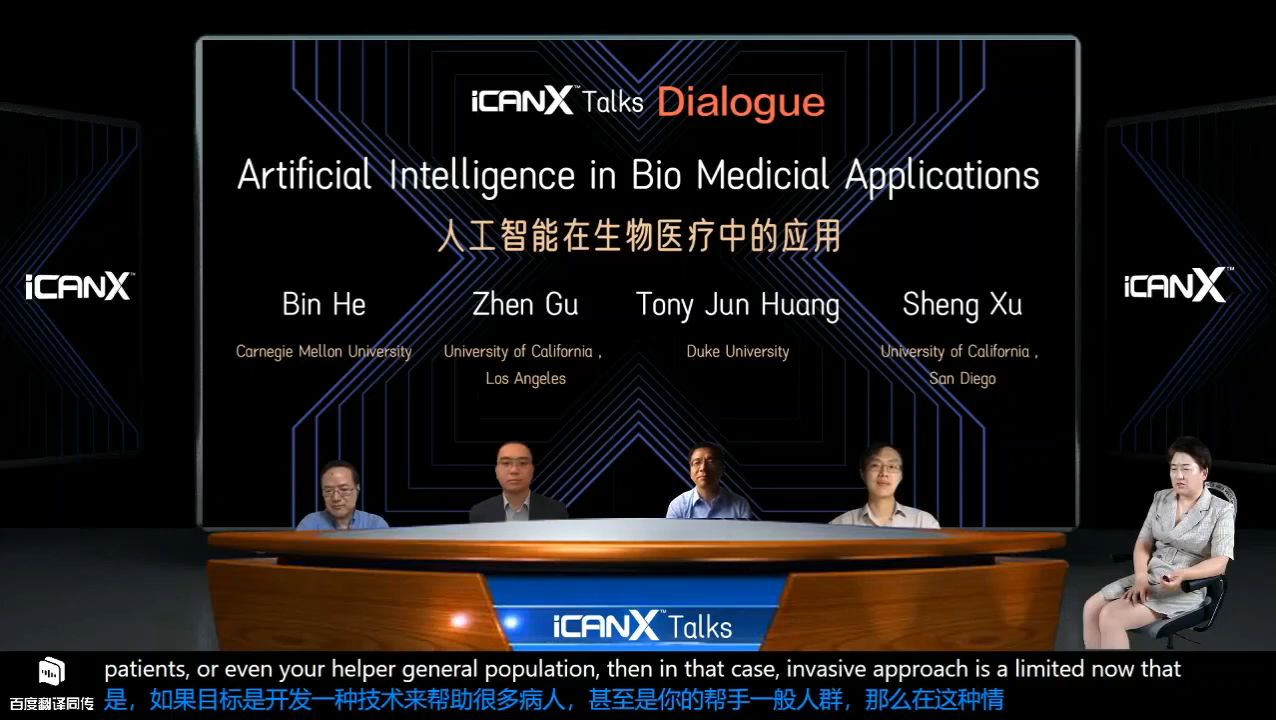 iCANX™ Talks Dialogue
Artificial Intelligence in Bio Medicial Applications
人工智能在生物医疗中的应用
iCANX™
iCANX™
Bin He
Zhen Gu
Tony Jun Huang
Sheng Xu
Carnegie Mellon University
University of California ,
Los Angeles
Duke University
University of California ,
San Diego
iCANX™ Talks
patients, or even your helper general population, then in that case, invasive approach is a limited now that
百度翻译同传
是，如果目标是开发一种技术来帮助很多病人，甚至是你的帮手一般人群，那么在这种情